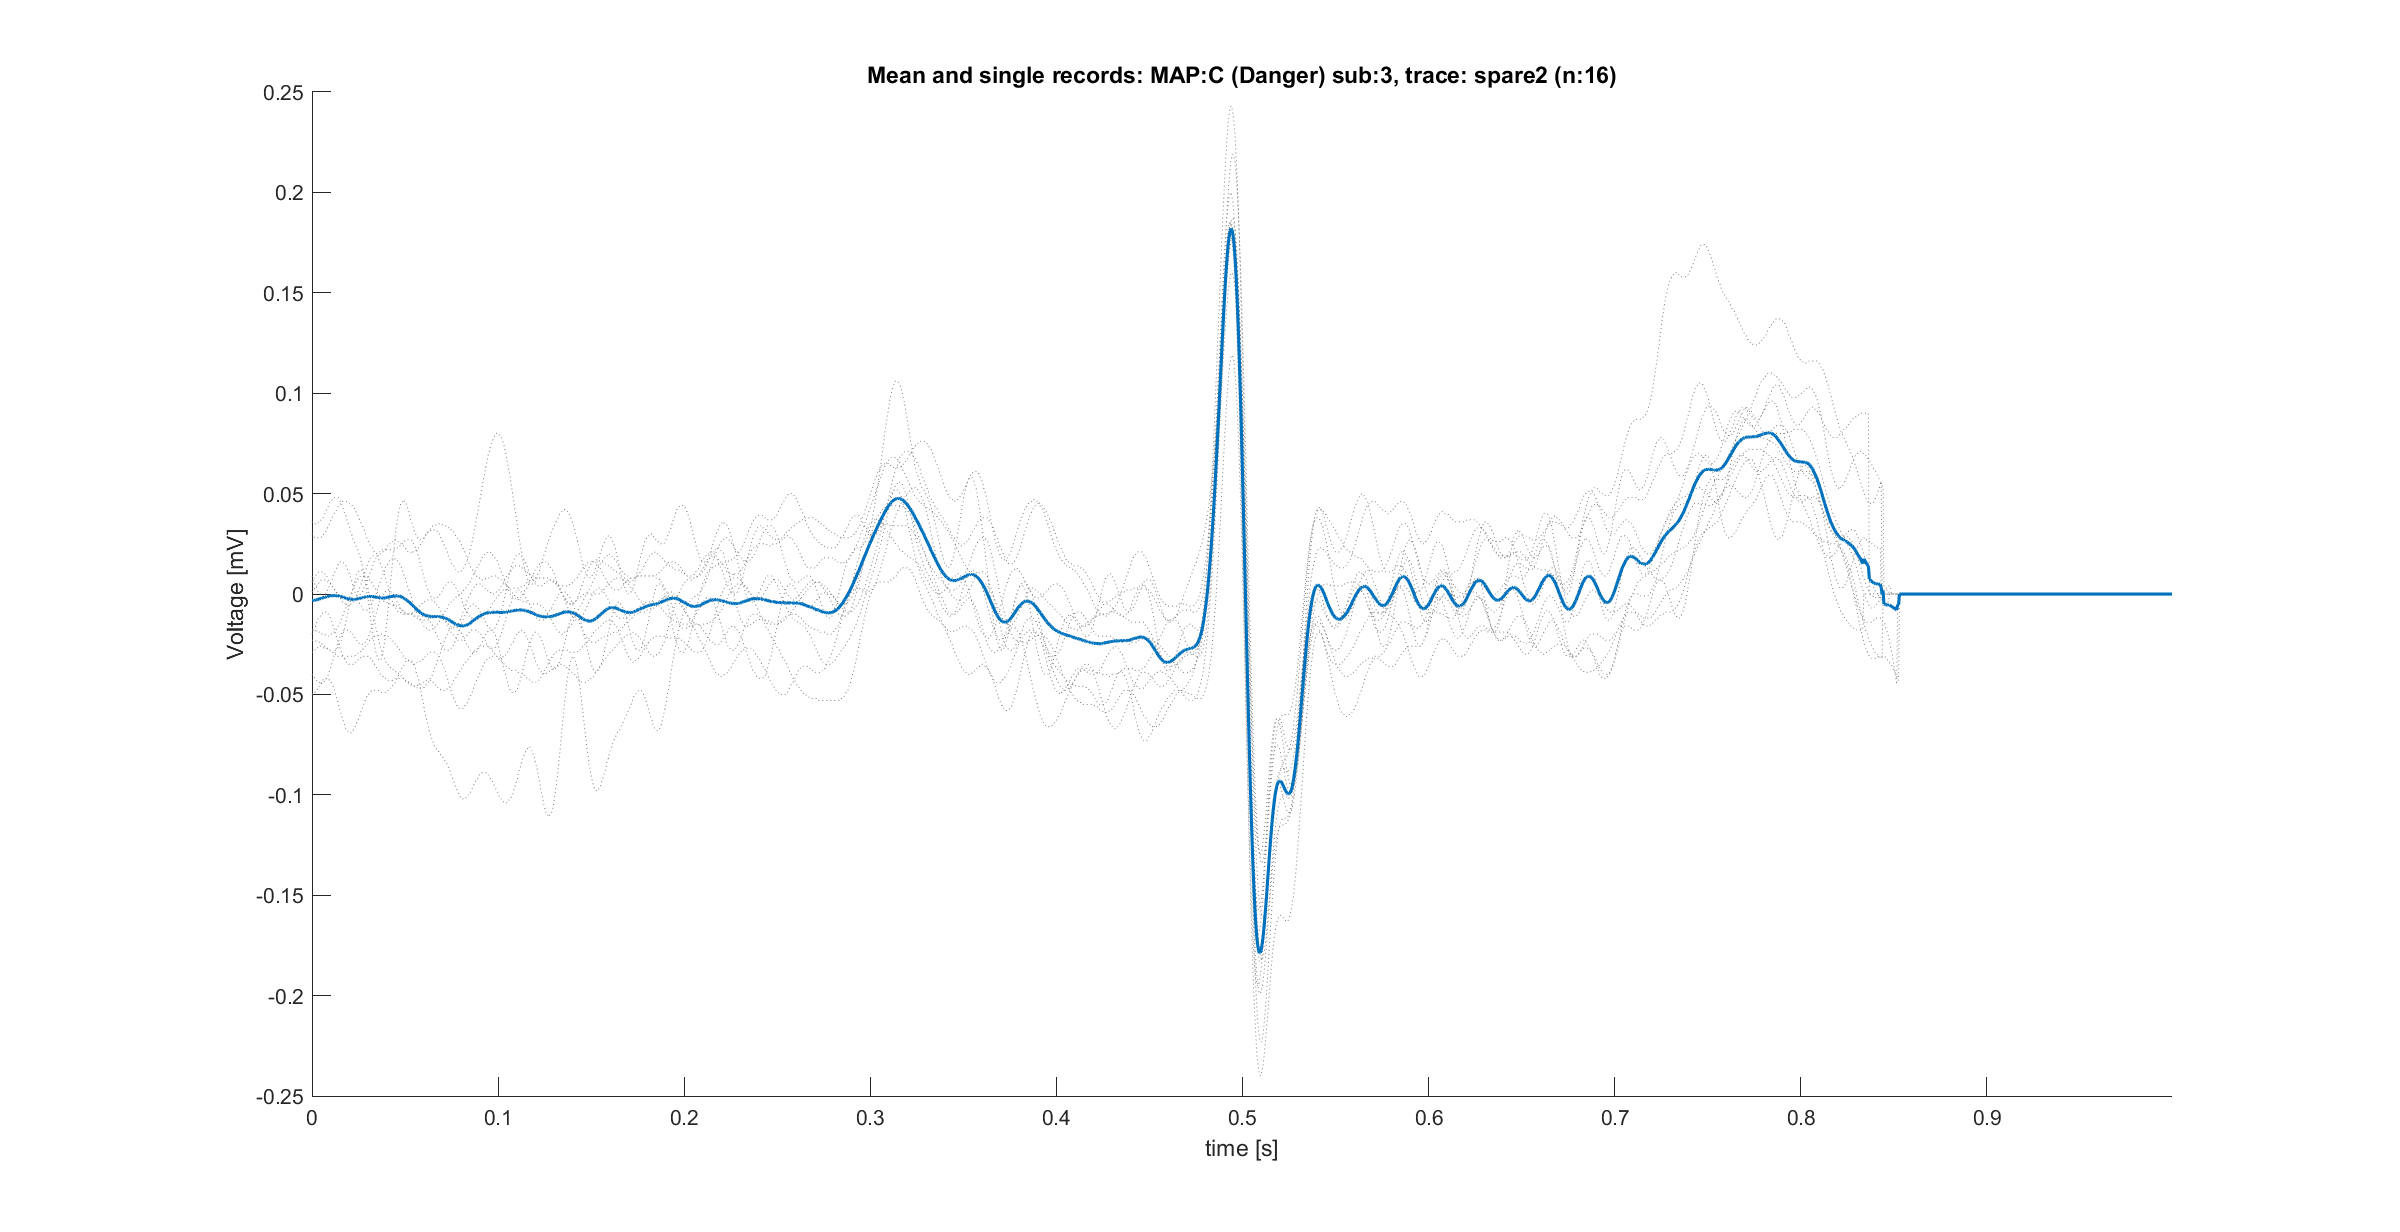 Mean and single records: MAP:C (Danger) sub:3, trace: spare2 (n:16)
0.25
0.2
0.15
0.1
0.05
0
-0.05
-0.1
-0.15
-0.2
-0.25
Voltage [mV]
0 0.1 0.2 0.3 0.4 0.5 0.6 0.7 0.8 0.9
time [s]